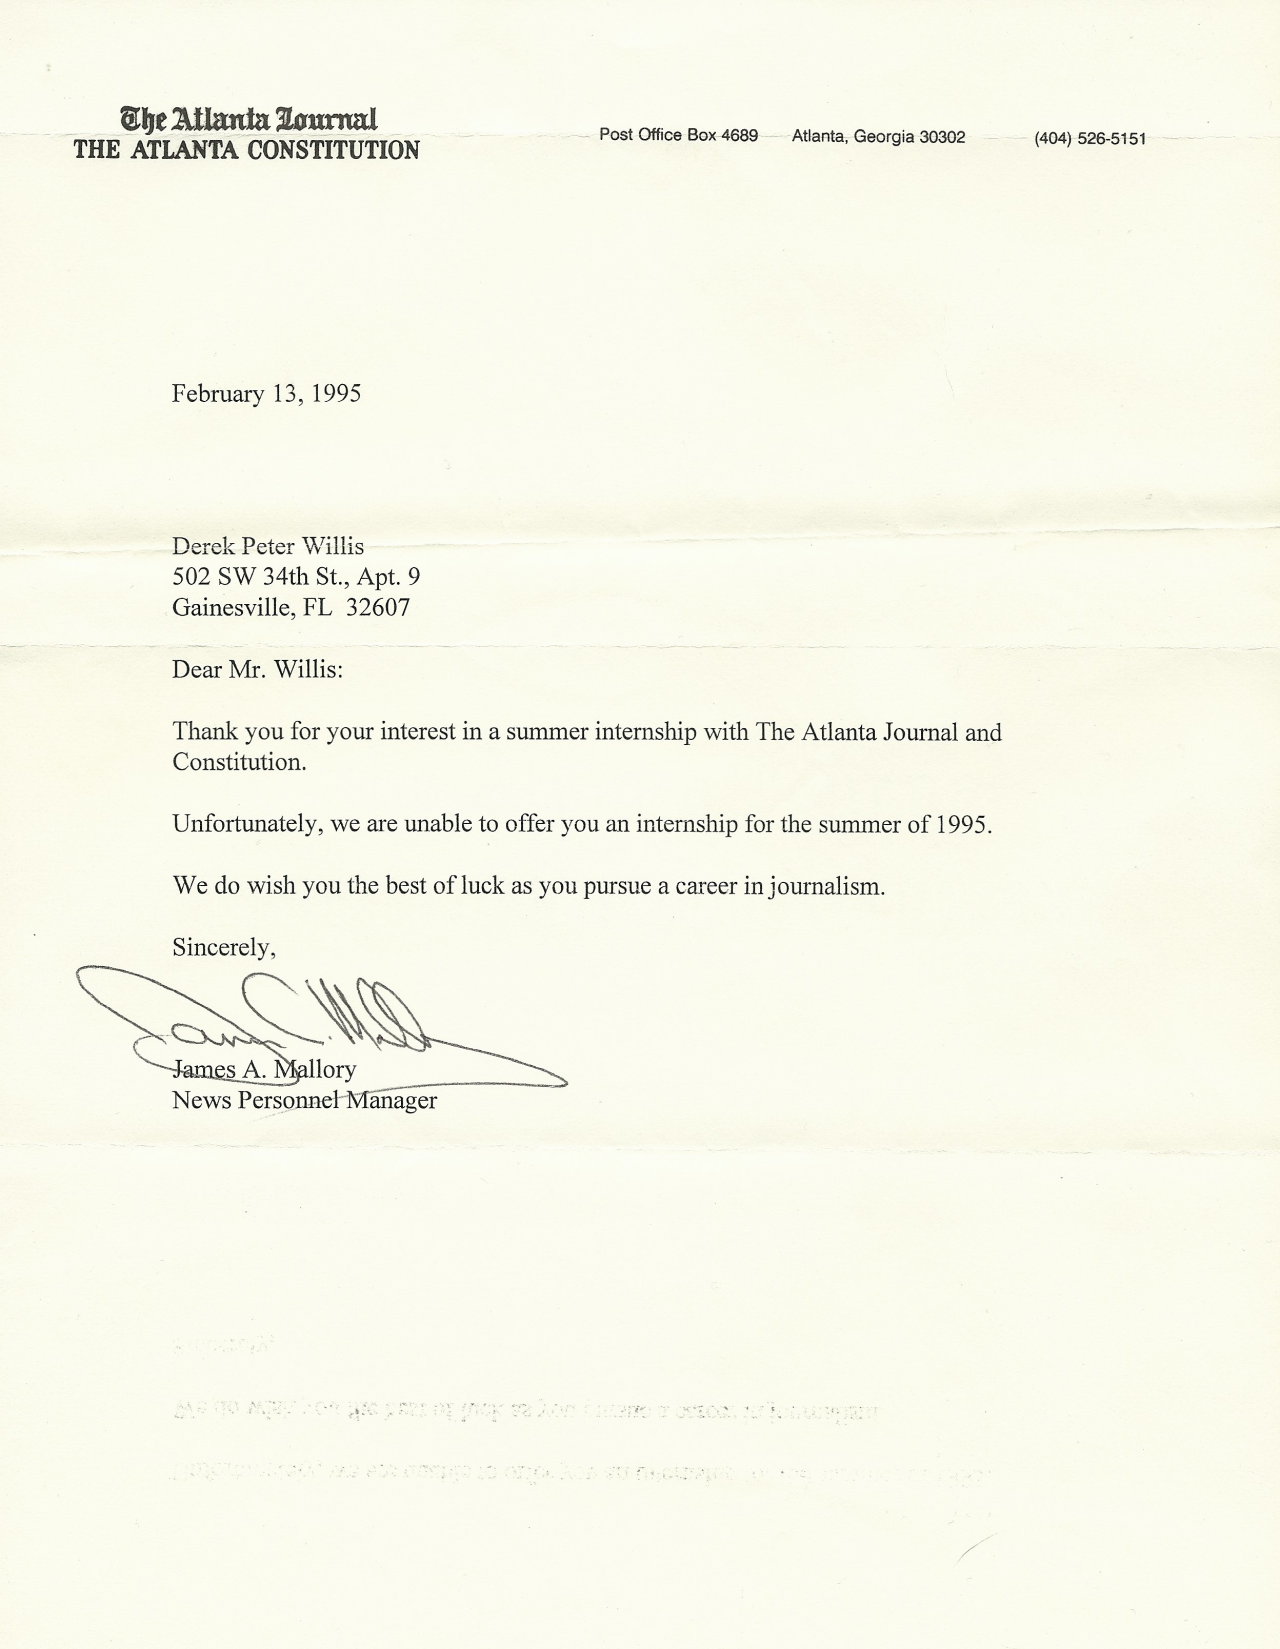 The Atlanta Journal
THE ATLANTA CONSTITUTION
Post Office Box 4689 Atlanta, Georgia 30302 (404) 526-5151
February 13, 1995
Derek Peter Willis
502 SW 34th St., Apt. 9
Gainesville, FL 32607
Dear Mr. Willis:
Thank you for your interest in a summer internship with The Atlanta Journal and
Constitution.
Unfortunately, we are unable to offer you an internship for the summer of 1995.
We do wish you the best of luck as you pursue a career in journalism.
Sincerely,
James A. Mallory
News Personnel Manager